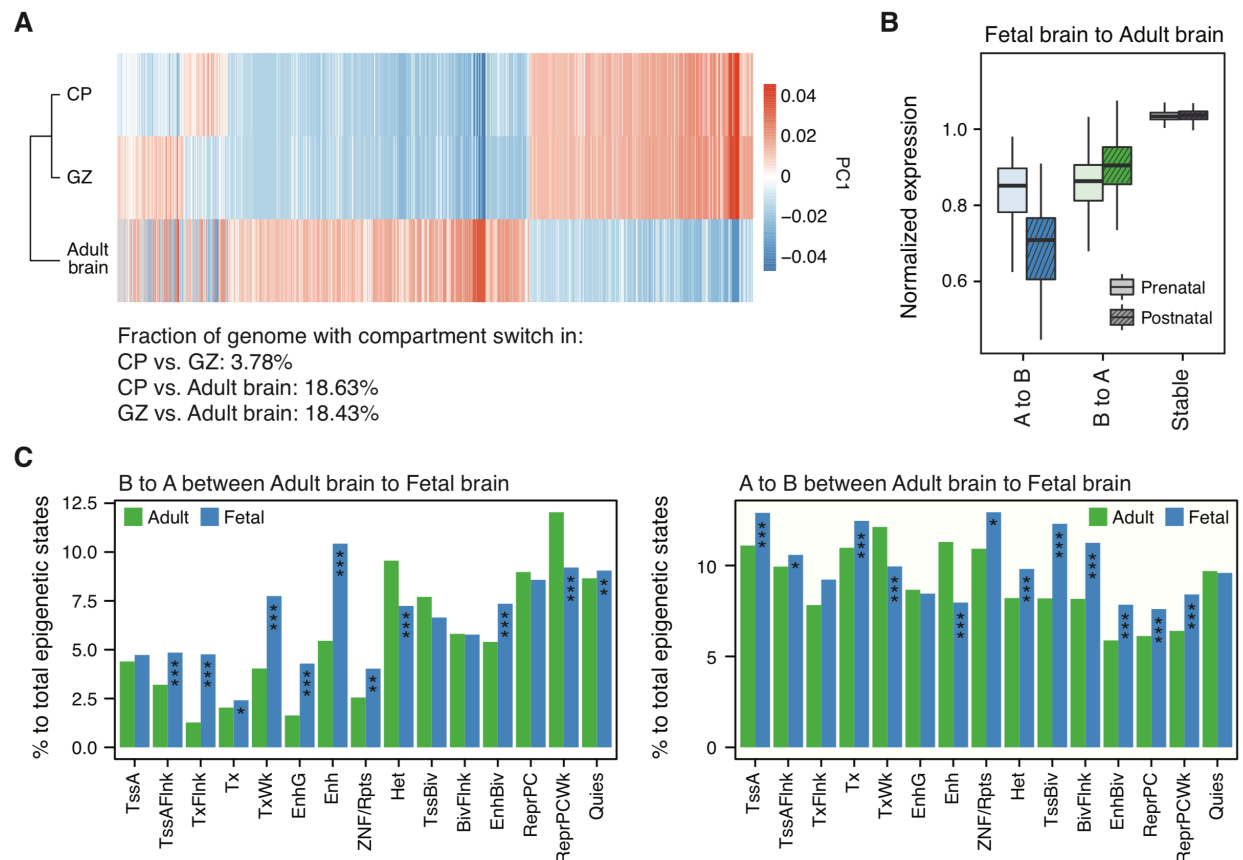 A
CP
GZ
Adult
brain
0.04
0.02
0
−0.02
−0.04
PC1
Fraction of genome with compartment switch in:
CP vs. GZ: 3.78%
CP vs. Adult brain: 18.63%
GZ vs. Adult brain: 18.43%
B
Fetal brain to Adult brain
Normalized expression
1.0
0.8
0.6
Prenatal
Postnatal
A to B
B to A
Stable
C
B to A between Adult brain to Fetal brain
% to total epigenetic states
12.5
10.0
7.5
5.0
2.5
0.0
Adult
Fetal
***
***
*
***
***
***
**
***
***
***
**
TssA
TssAFlnk
TxFlnk
Tx
TxWk
EnhG
Enh
ZNF/Rpts
Het
TssBiv
BivFlnk
EnhBiv
ReprPC
ReprPCWk
Quies
A to B between Adult brain to Fetal brain
% to total epigenetic states
10
5
0
Adult
Fetal
***
*
***
***
***
*
***
***
***
***
***
***
TssA
TssAFlnk
TxFlnk
Tx
TxWk
EnhG
Enh
ZNF/Rpts
Het
TssBiv
BivFlnk
EnhBiv
ReprPC
ReprPCWk
Quies